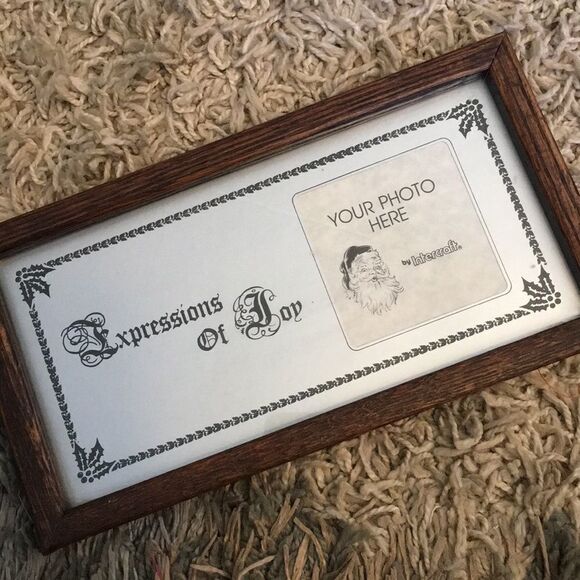 Expressions
Of Joy
YOUR PHOTO
HERE
by Intercraft®